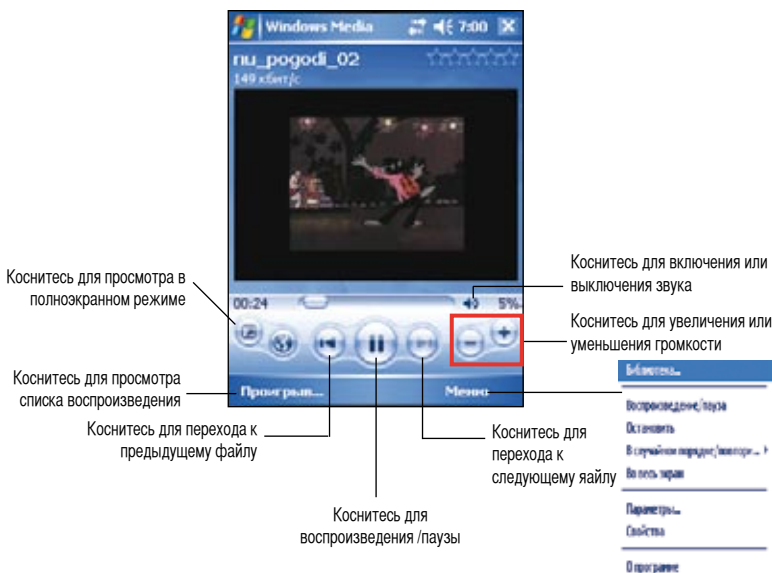 Windows Media 7:00
nu_pogodi_02
149 кбит/с
00:24 5%
Проигрыв... Меню
Коснитесь для просмотра в
полноэкранном режиме
Коснитесь для просмотра
списка воспроизведения
Коснитесь для перехода к
предыдущему файлу
Коснитесь для
воспроизведения /паузы
Коснитесь для
перехода к
следующему яайлу
Коснитесь для включения или
выключения звука
Коснитесь для увеличения или
уменьшения громкости
Библиотека...
Воспроизведение/пауза
Остановить
В случайном порядке/повтори...
Во весь экран
Параметры...
Свойства
О программе